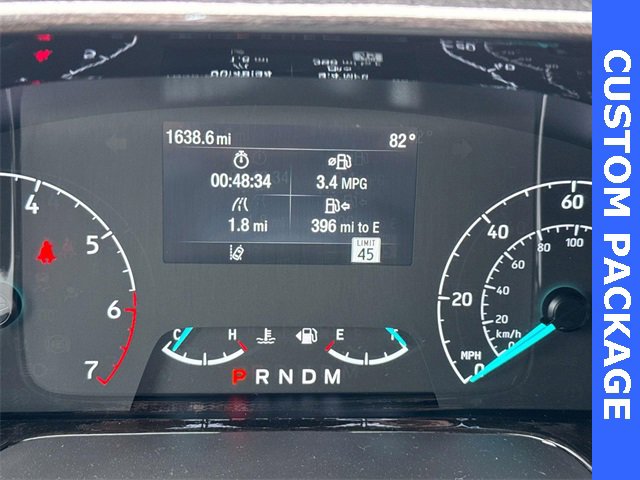 1638.6 mi 82°
00:48:34 3.4 MPG
1.8 mi 396 mi to E
LIMIT
45
4
5
6
7
C H
E F
P R N D M
60
40
20
0
MPH
100
80
60
40
20
0
km/h
CUSTOM PACKAGE